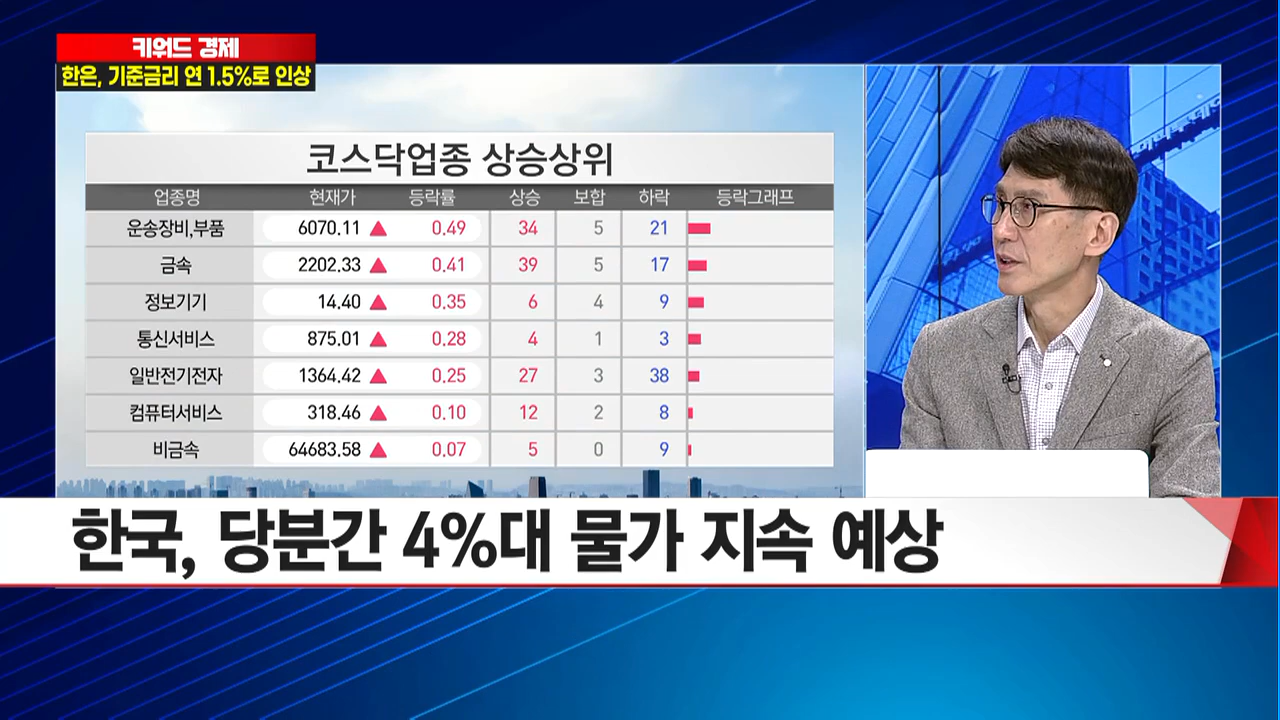 키워드 경제
한은, 기준금리 연 1.5%로 인상
코스닥업종 상승상위
업종명 현재가 등락률 상승 보합 하락 등락그래프
운송장비,부품 6070.11 ▲ 0.49 34 5 21
금속 2202.33 ▲ 0.41 39 5 17
정보기기 14.40 ▲ 0.35 6 4 9
통신서비스 875.01 ▲ 0.28 4 1 3
일반전기전자 1364.42 ▲ 0.25 27 3 38
컴퓨터서비스 318.46 ▲ 0.10 12 2 8
비금속 64683.58 ▲ 0.07 5 0 9
한국, 당분간 4%대 물가 지속 예상